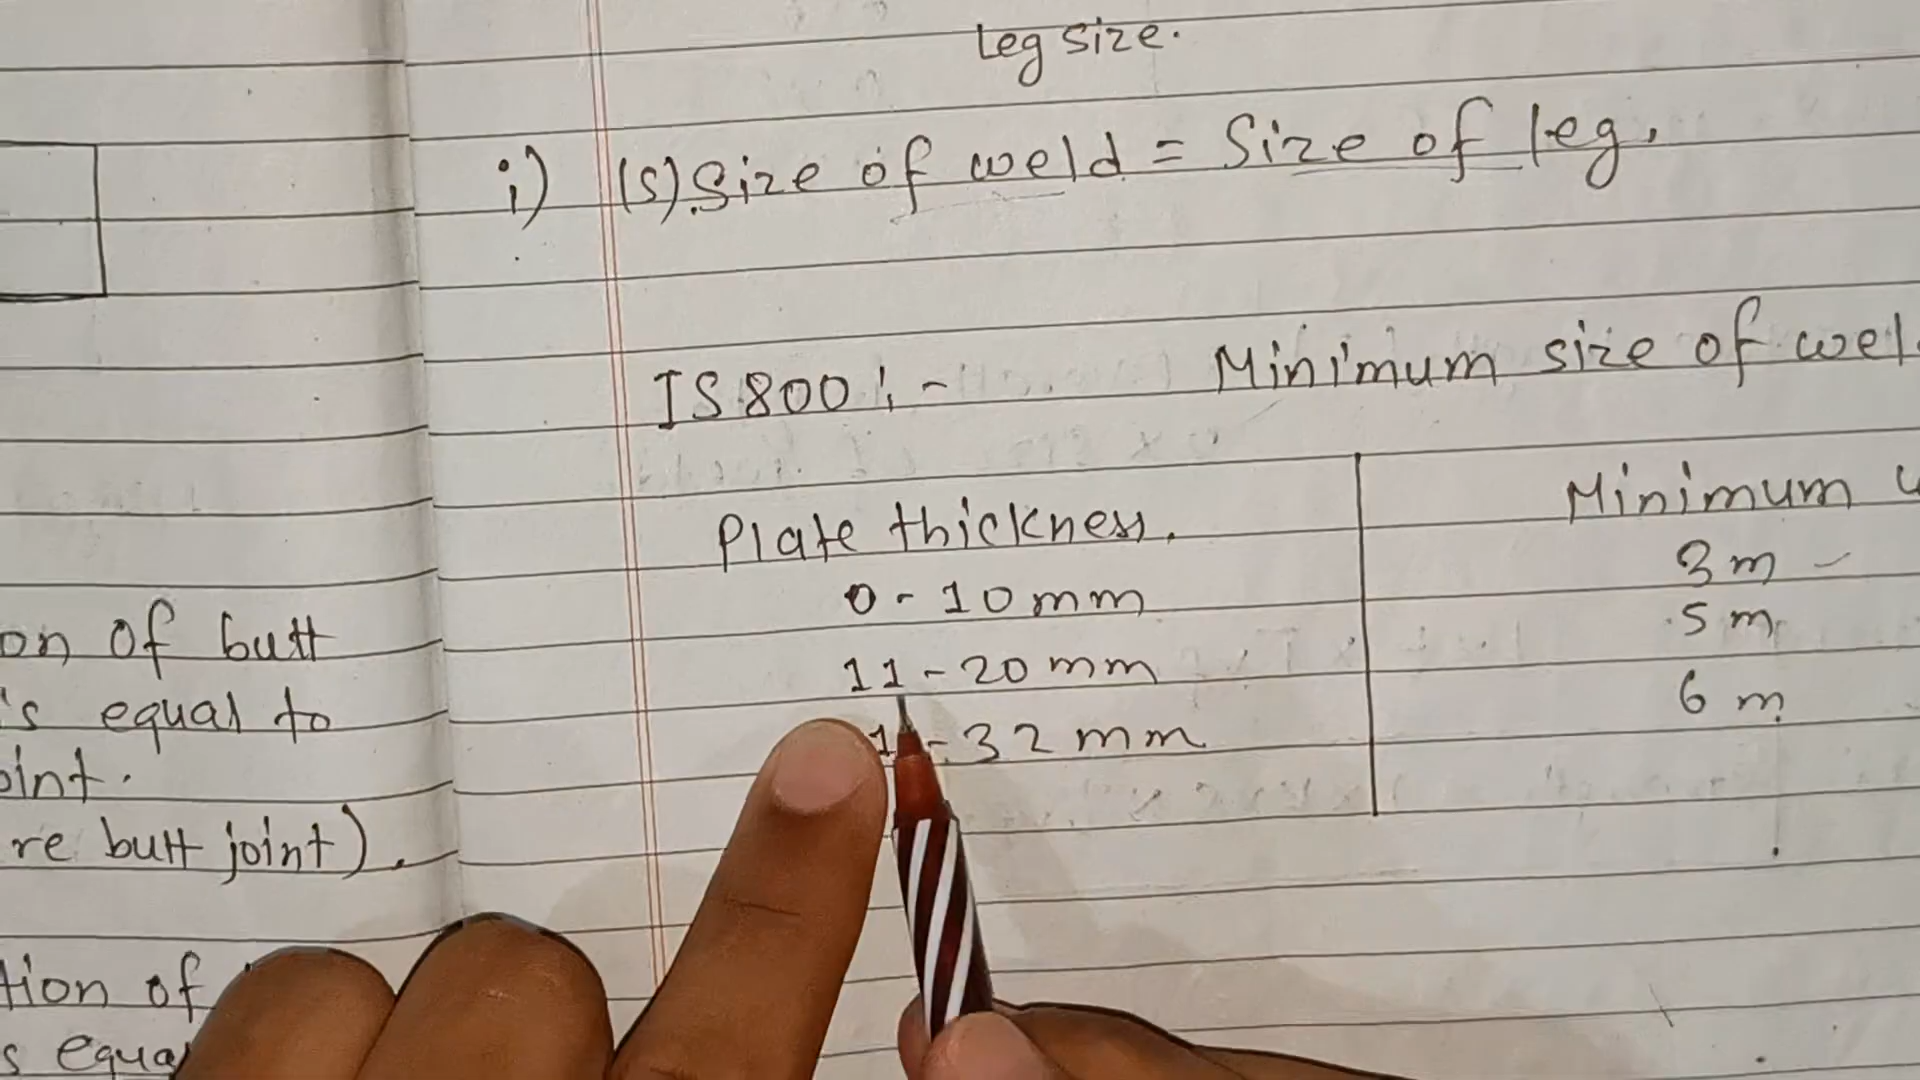 leg size.
i) (S). Size of weld = Size of leg.
IS 800 :- Minimum size of wel
Plate thickness. Minimum
0 - 10 mm 3 m
11 - 20 mm 5 m
1 - 32 mm 6 m
on of butt
's equal to
oint.
re butt joint).
tion of
s equal